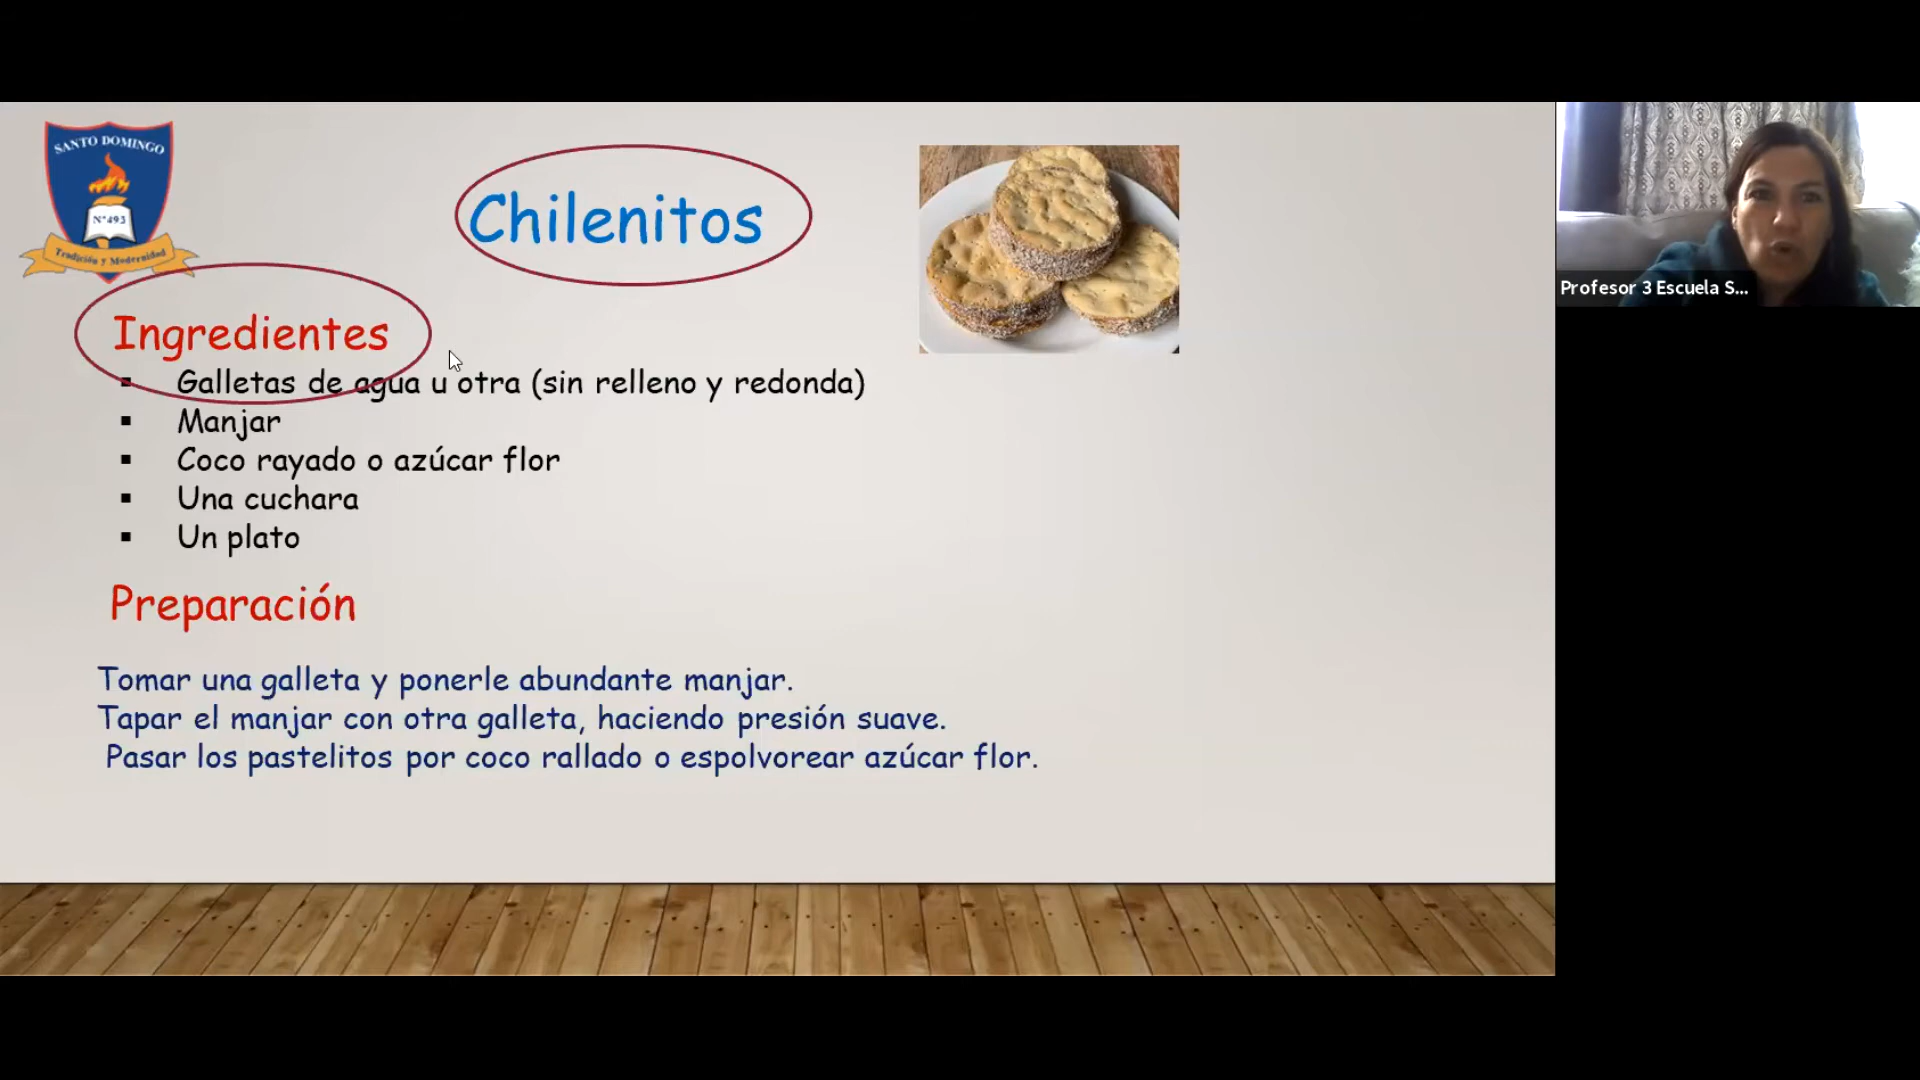 SANTO DOMINGO
N°493
Tradición y Modernidad
Chilenitos
Ingredientes
▪ Galletas de agua u otra (sin relleno y redonda)
▪ Manjar
▪ Coco rayado o azúcar flor
▪ Una cuchara
▪ Un plato
Preparación
Tomar una galleta y ponerle abundante manjar.
Tapar el manjar con otra galleta, haciendo presión suave.
Pasar los pastelitos por coco rallado o espolvorear azúcar flor.
Profesor 3 Escuela S...